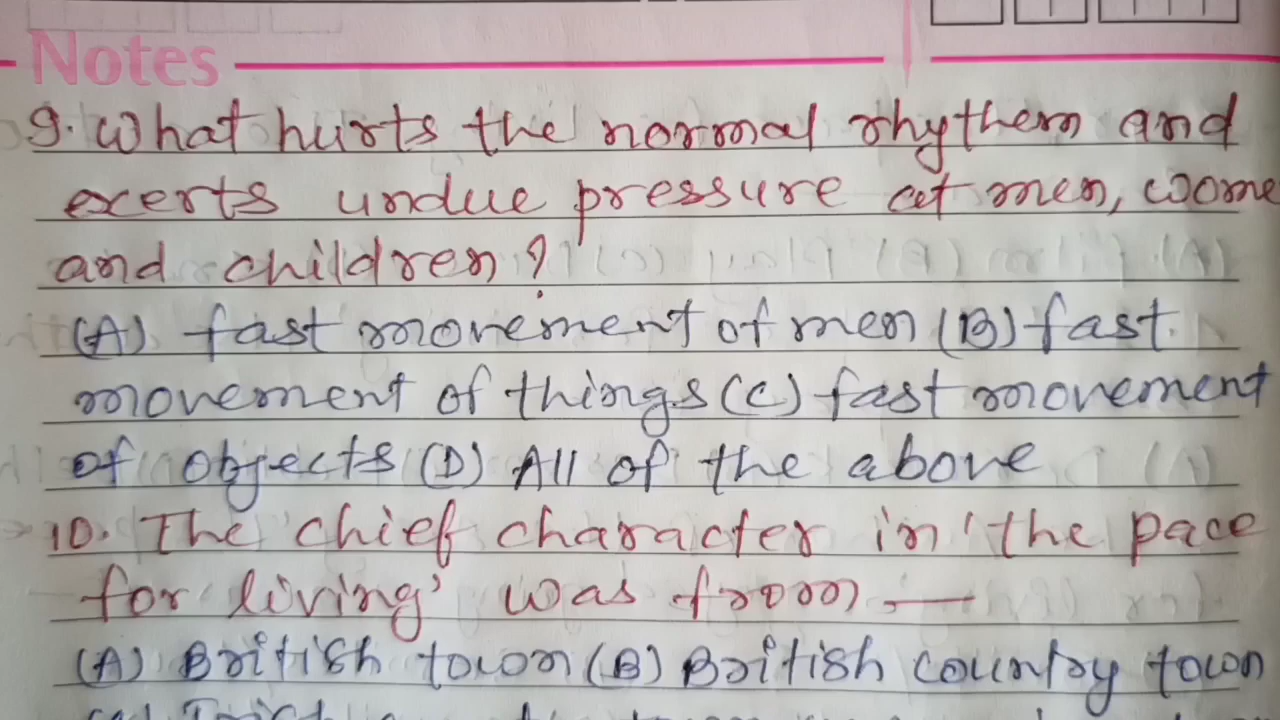 Notes
9. What hurts the normal rhythem and
exerts undue pressure at men, wome
and children?
(A) fast movement of men (B) fast
movement of things (C) fast movement
of objects (D) All of the above
10. The chief character in 'the pace
for living' was from —
(A) British town (B) British country town